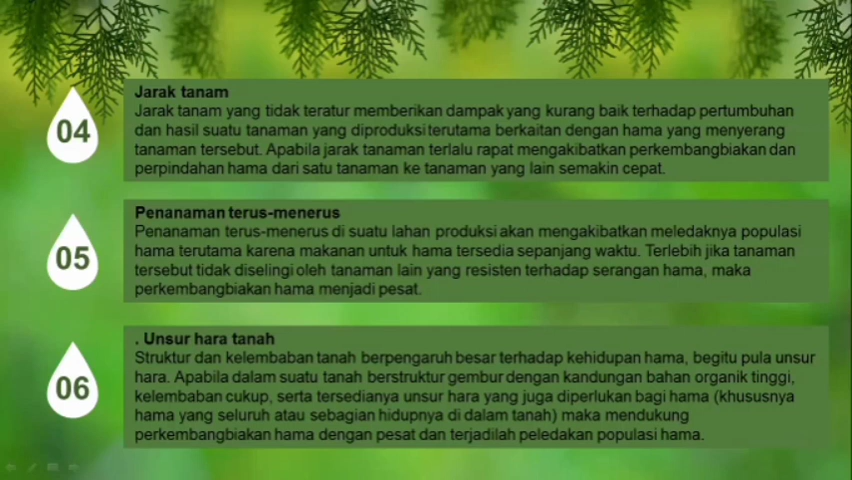 04
Jarak tanam
Jarak tanam yang tidak teratur memberikan dampak yang kurang baik terhadap pertumbuhan
dan hasil suatu tanaman yang diproduksi terutama berkaitan dengan hama yang menyerang
tanaman tersebut. Apabila jarak tanaman terlalu rapat mengakibatkan perkembangbiakan dan
perpindahan hama dari satu tanaman ke tanaman yang lain semakin cepat.
05
Penanaman terus-menerus
Penanaman terus-menerus di suatu lahan produksi akan mengakibatkan meledaknya populasi
hama terutama karena makanan untuk hama tersedia sepanjang waktu. Terlebih jika tanaman
tersebut tidak diselingi oleh tanaman lain yang resisten terhadap serangan hama, maka
perkembangbiakan hama menjadi pesat.
06
. Unsur hara tanah
Struktur dan kelembaban tanah berpengaruh besar terhadap kehidupan hama, begitu pula unsur
hara. Apabila dalam suatu tanah berstruktur gembur dengan kandungan bahan organik tinggi,
kelembaban cukup, serta tersedianya unsur hara yang juga diperlukan bagi hama (khususnya
hama yang seluruh atau sebagian hidupnya di dalam tanah) maka mendukung
perkembangbiakan hama dengan pesat dan terjadilah peledakan populasi hama.